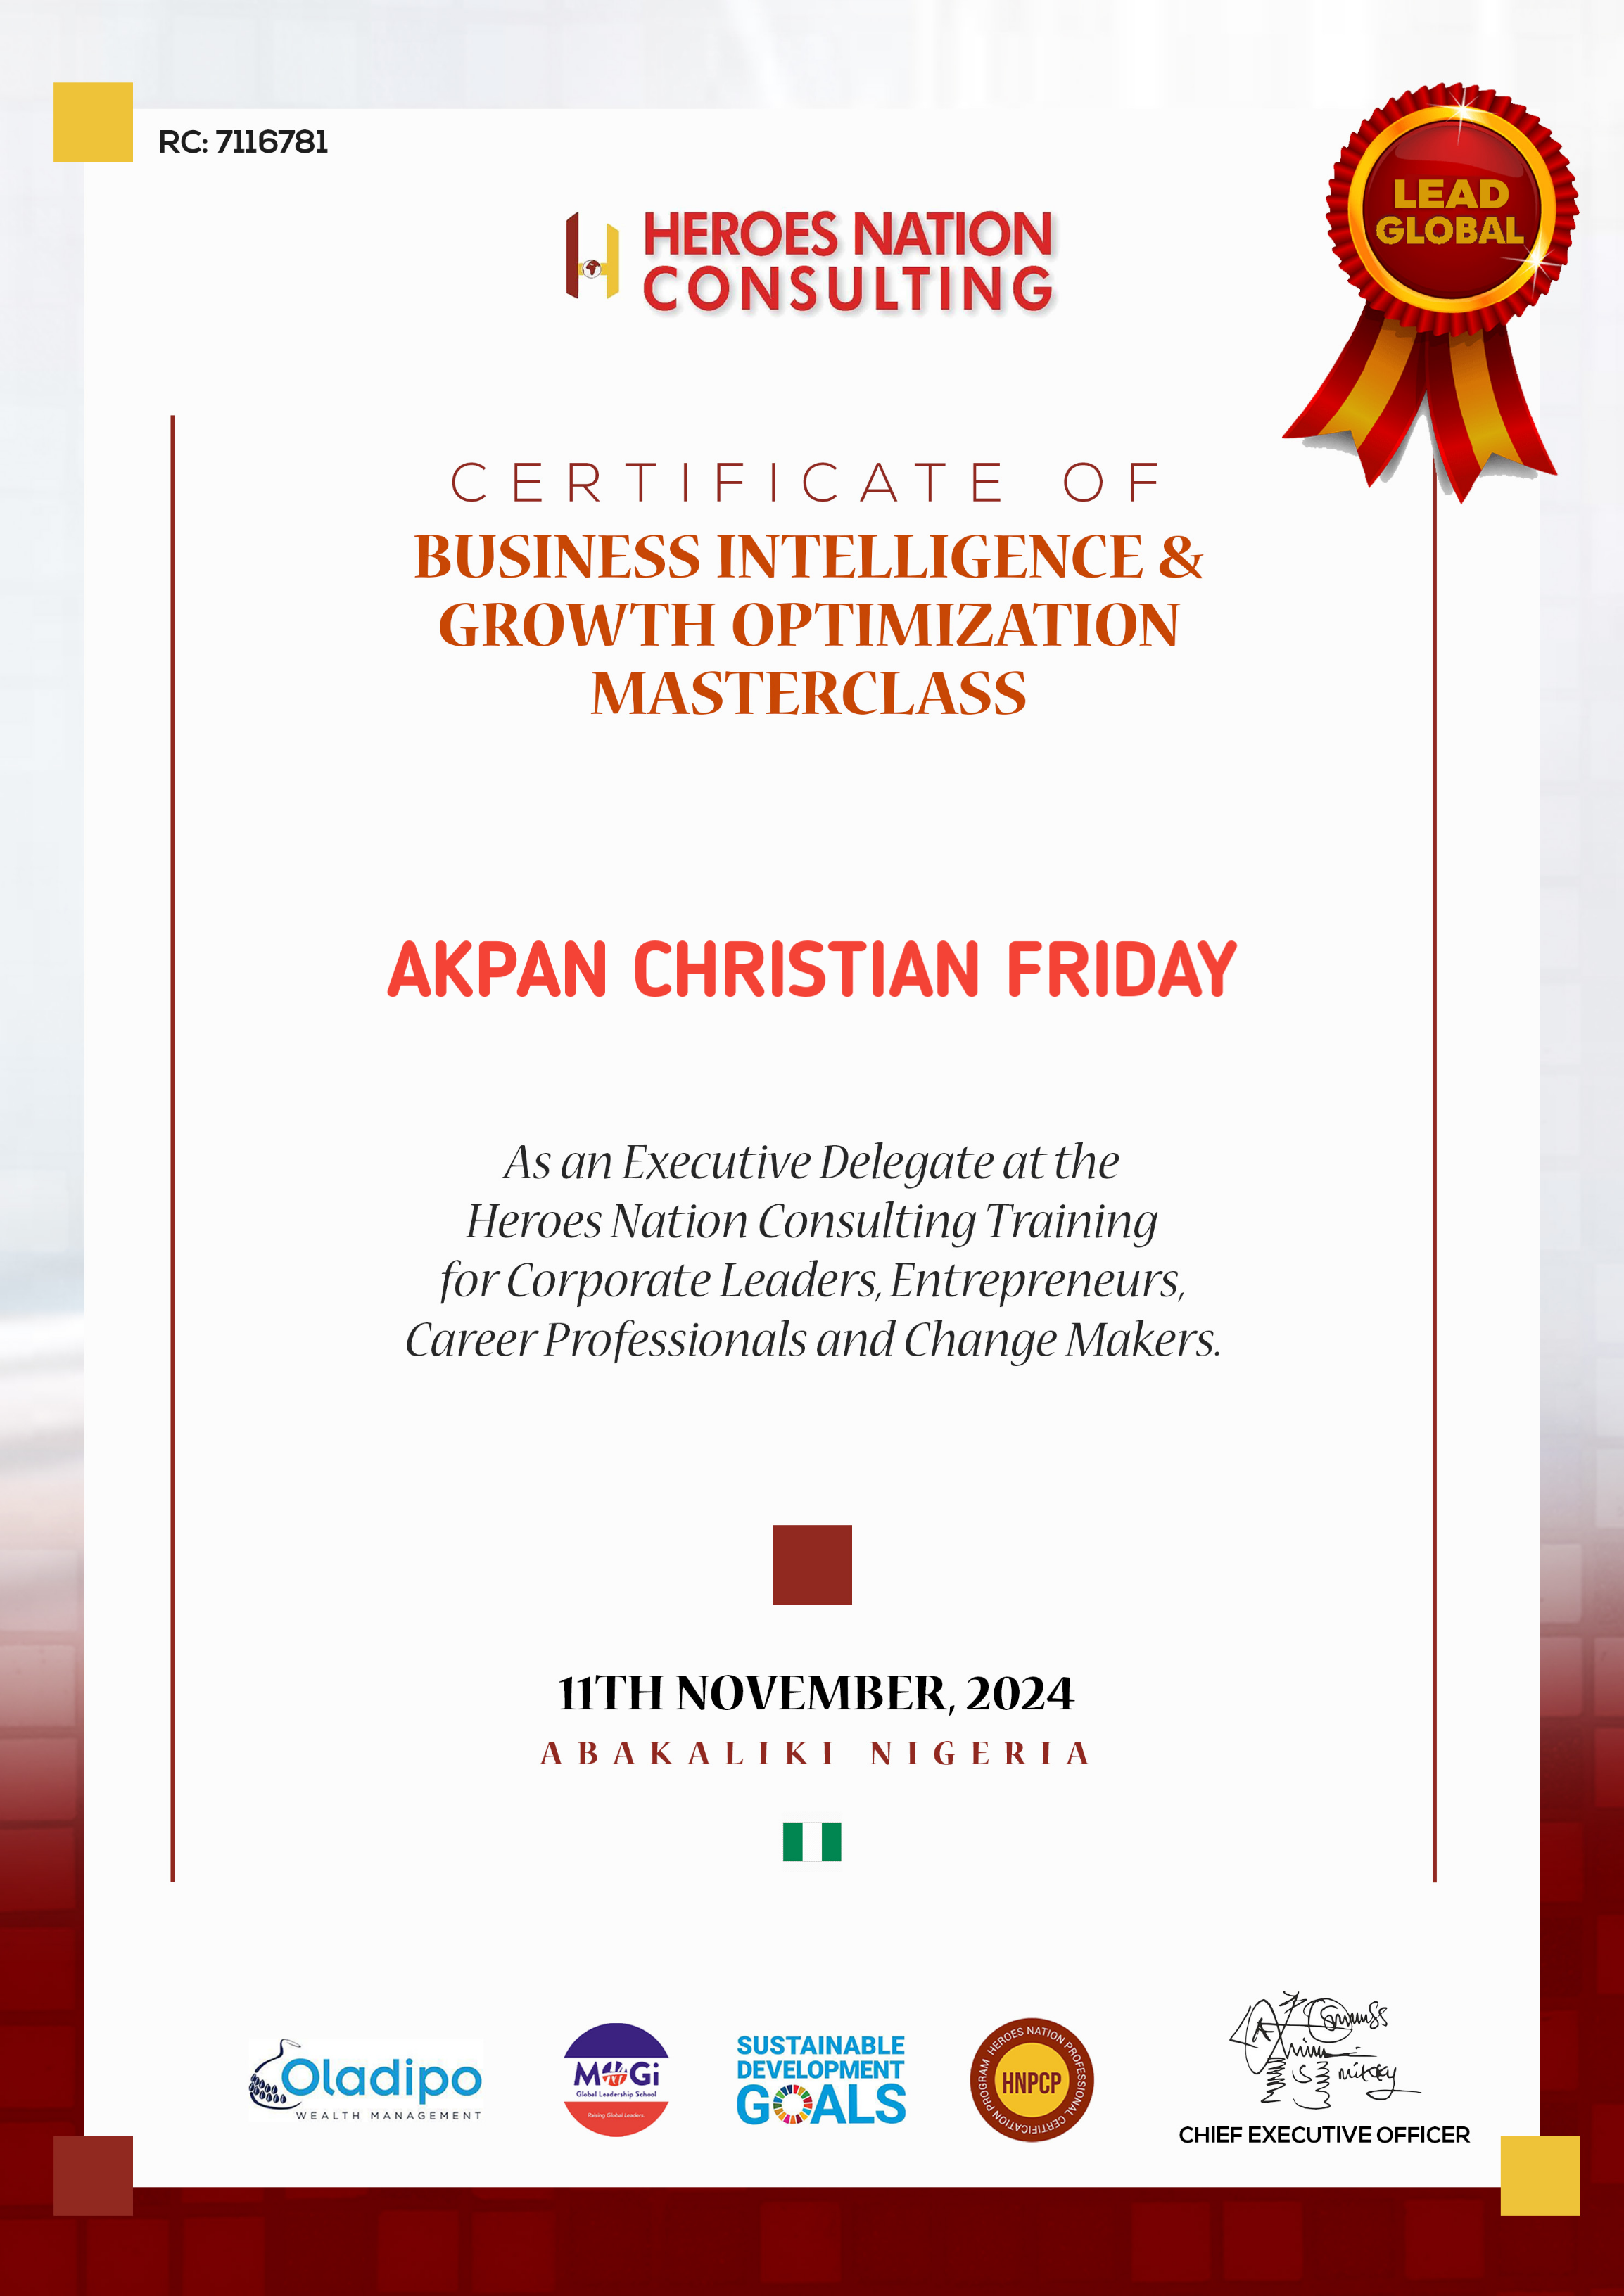 RC: 7116781
LEAD
GLOBAL
HEROES NATION
CONSULTING
CERTIFICATE OF
BUSINESS INTELLIGENCE &
GROWTH OPTIMIZATION
MASTERCLASS
AKPAN CHRISTIAN FRIDAY
As an Executive Delegate at the
Heroes Nation Consulting Training
for Corporate Leaders, Entrepreneurs,
Career Professionals and Change Makers.
11TH NOVEMBER, 2024
ABAKALIKI NIGERIA
Oladipo
WEALTH MANAGEMENT
MOGi
Global Leadership School
Raising Global Leaders.
SUSTAINABLE
DEVELOPMENT
GOALS
HEROES NATION PROFESSIONAL CERTIFICATION PROGRAM
HNPCP
CHIEF EXECUTIVE OFFICER